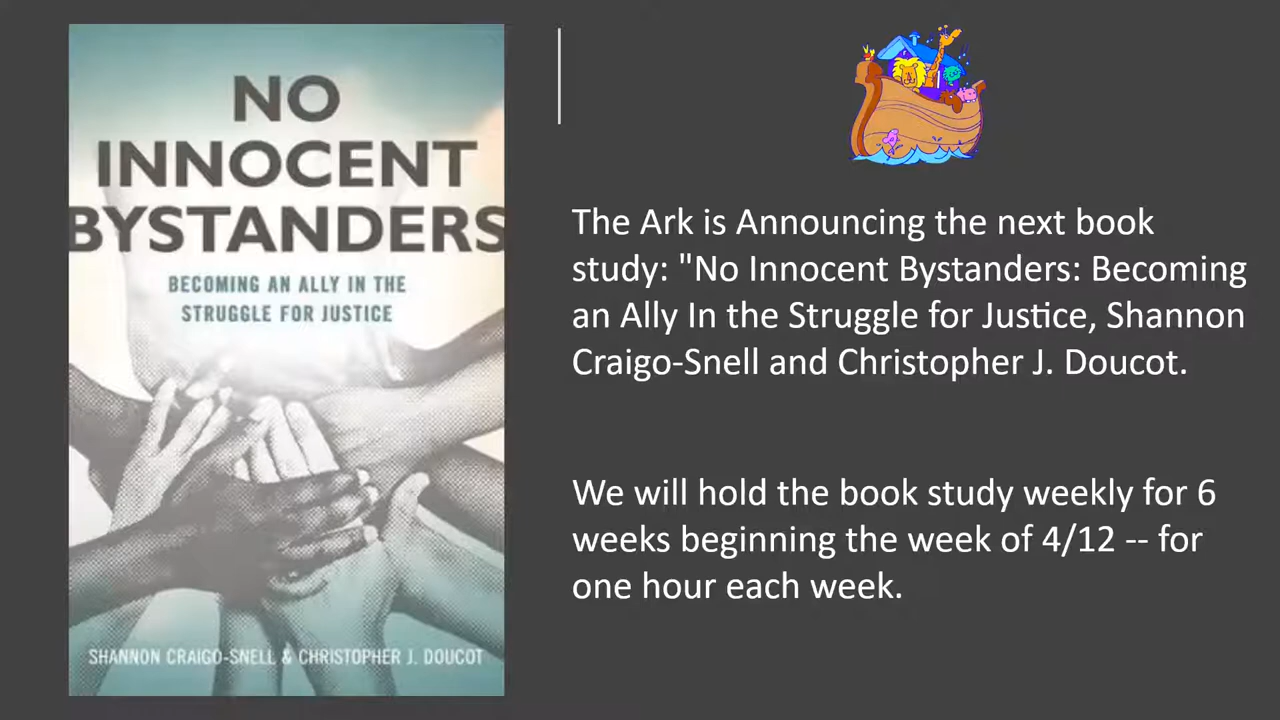 NO
INNOCENT
BYSTANDERS
BECOMING AN ALLY IN THE
STRUGGLE FOR JUSTICE
SHANNON CRAIGO-SNELL & CHRISTOPHER J. DOUCOT
The Ark is Announcing the next book
study: "No Innocent Bystanders: Becoming
an Ally In the Struggle for Justice, Shannon
Craigo-Snell and Christopher J. Doucot.
We will hold the book study weekly for 6
weeks beginning the week of 4/12 -- for
one hour each week.